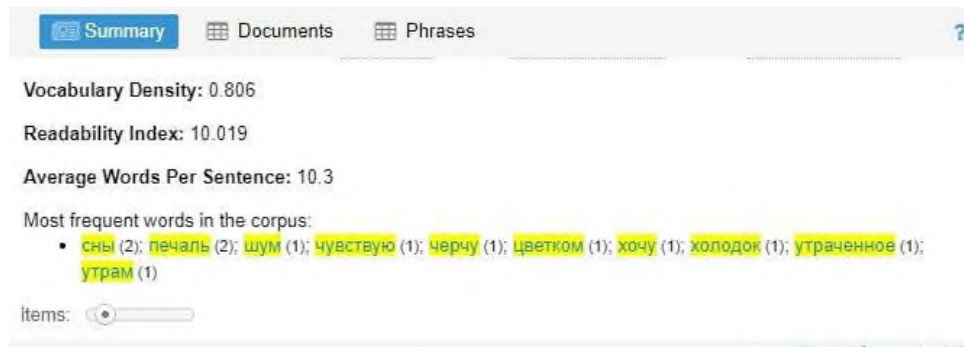 Summary Documents Phrases ?
Vocabulary Density: 0.806
Readability Index: 10.019
Average Words Per Sentence: 10.3
Most frequent words in the corpus:
• сны (2); печаль (2); шум (1); чувствую (1); черчу (1); цветком (1); хочу (1); холодок (1); утраченное (1);
утрам (1)
items: